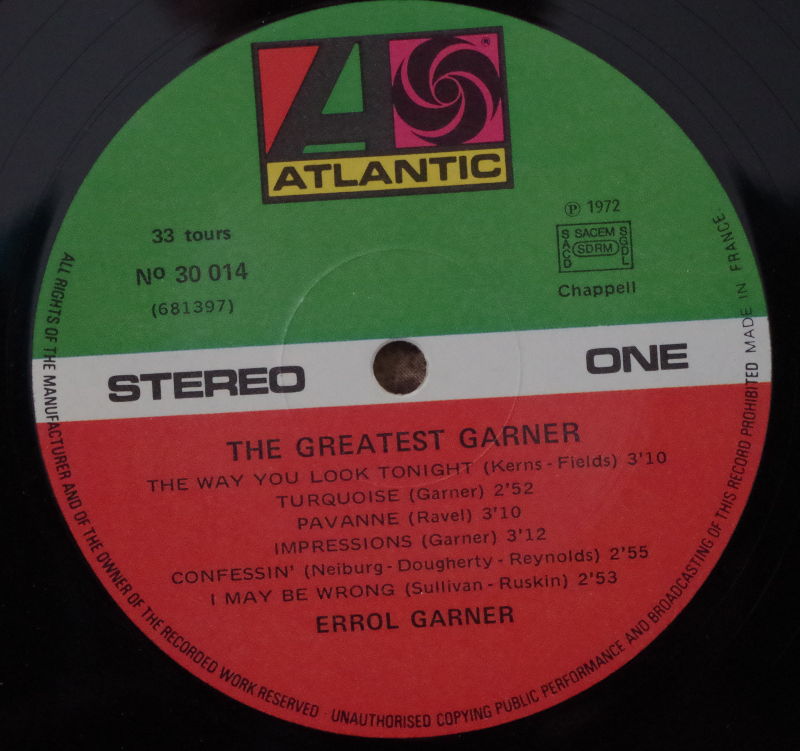 ATLANTIC
®
33 tours
Nº 30 014
(681397)
℗ 1972
SACD SACEM SDRM SGDL
Chappell
STEREO
ONE
THE GREATEST GARNER
THE WAY YOU LOOK TONIGHT (Kerns - Fields) 3'10
TURQUOISE (Garner) 2'52
PAVANNE (Ravel) 3'10
IMPRESSIONS (Garner) 3'12
CONFESSIN' (Neiburg - Dougherty - Reynolds) 2'55
I MAY BE WRONG (Sullivan - Ruskin) 2'53
ERROL GARNER
ALL RIGHTS OF THE MANUFACTURER AND OF THE OWNER OF THE RECORDED WORK RESERVED · UNAUTHORISED COPYING PUBLIC PERFORMANCE AND BROADCASTING OF THIS RECORD PROHIBITED MADE IN FRANCE.